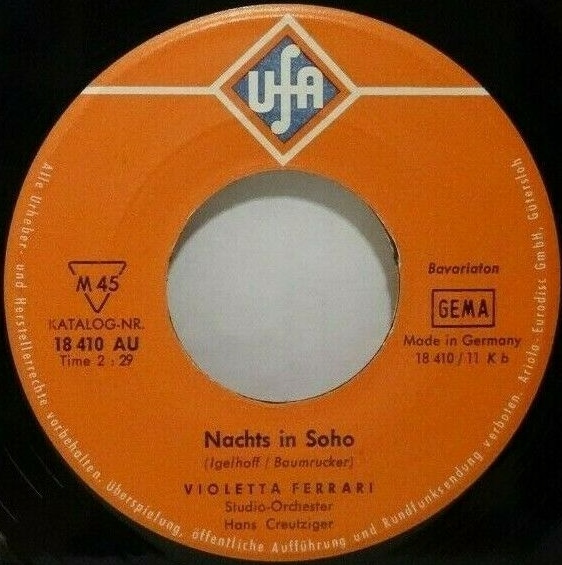 UFA
M 45
KATALOG-NR.
18 410 AU
Time 2 : 29
Bavariaton
GEMA
Made in Germany
18 410 / 11 K b
Nachts in Soho
(Igelhoff / Baumrucker)
VIOLETTA FERRARI
Studio-Orchester
Hans Creutziger
Alle Urheber- und Herstellerrechte vorbehalten. Überspielung, öffentliche Aufführung und Rundfunksendung verboten. Ariola-Eurodisc GmbH, Gütersloh